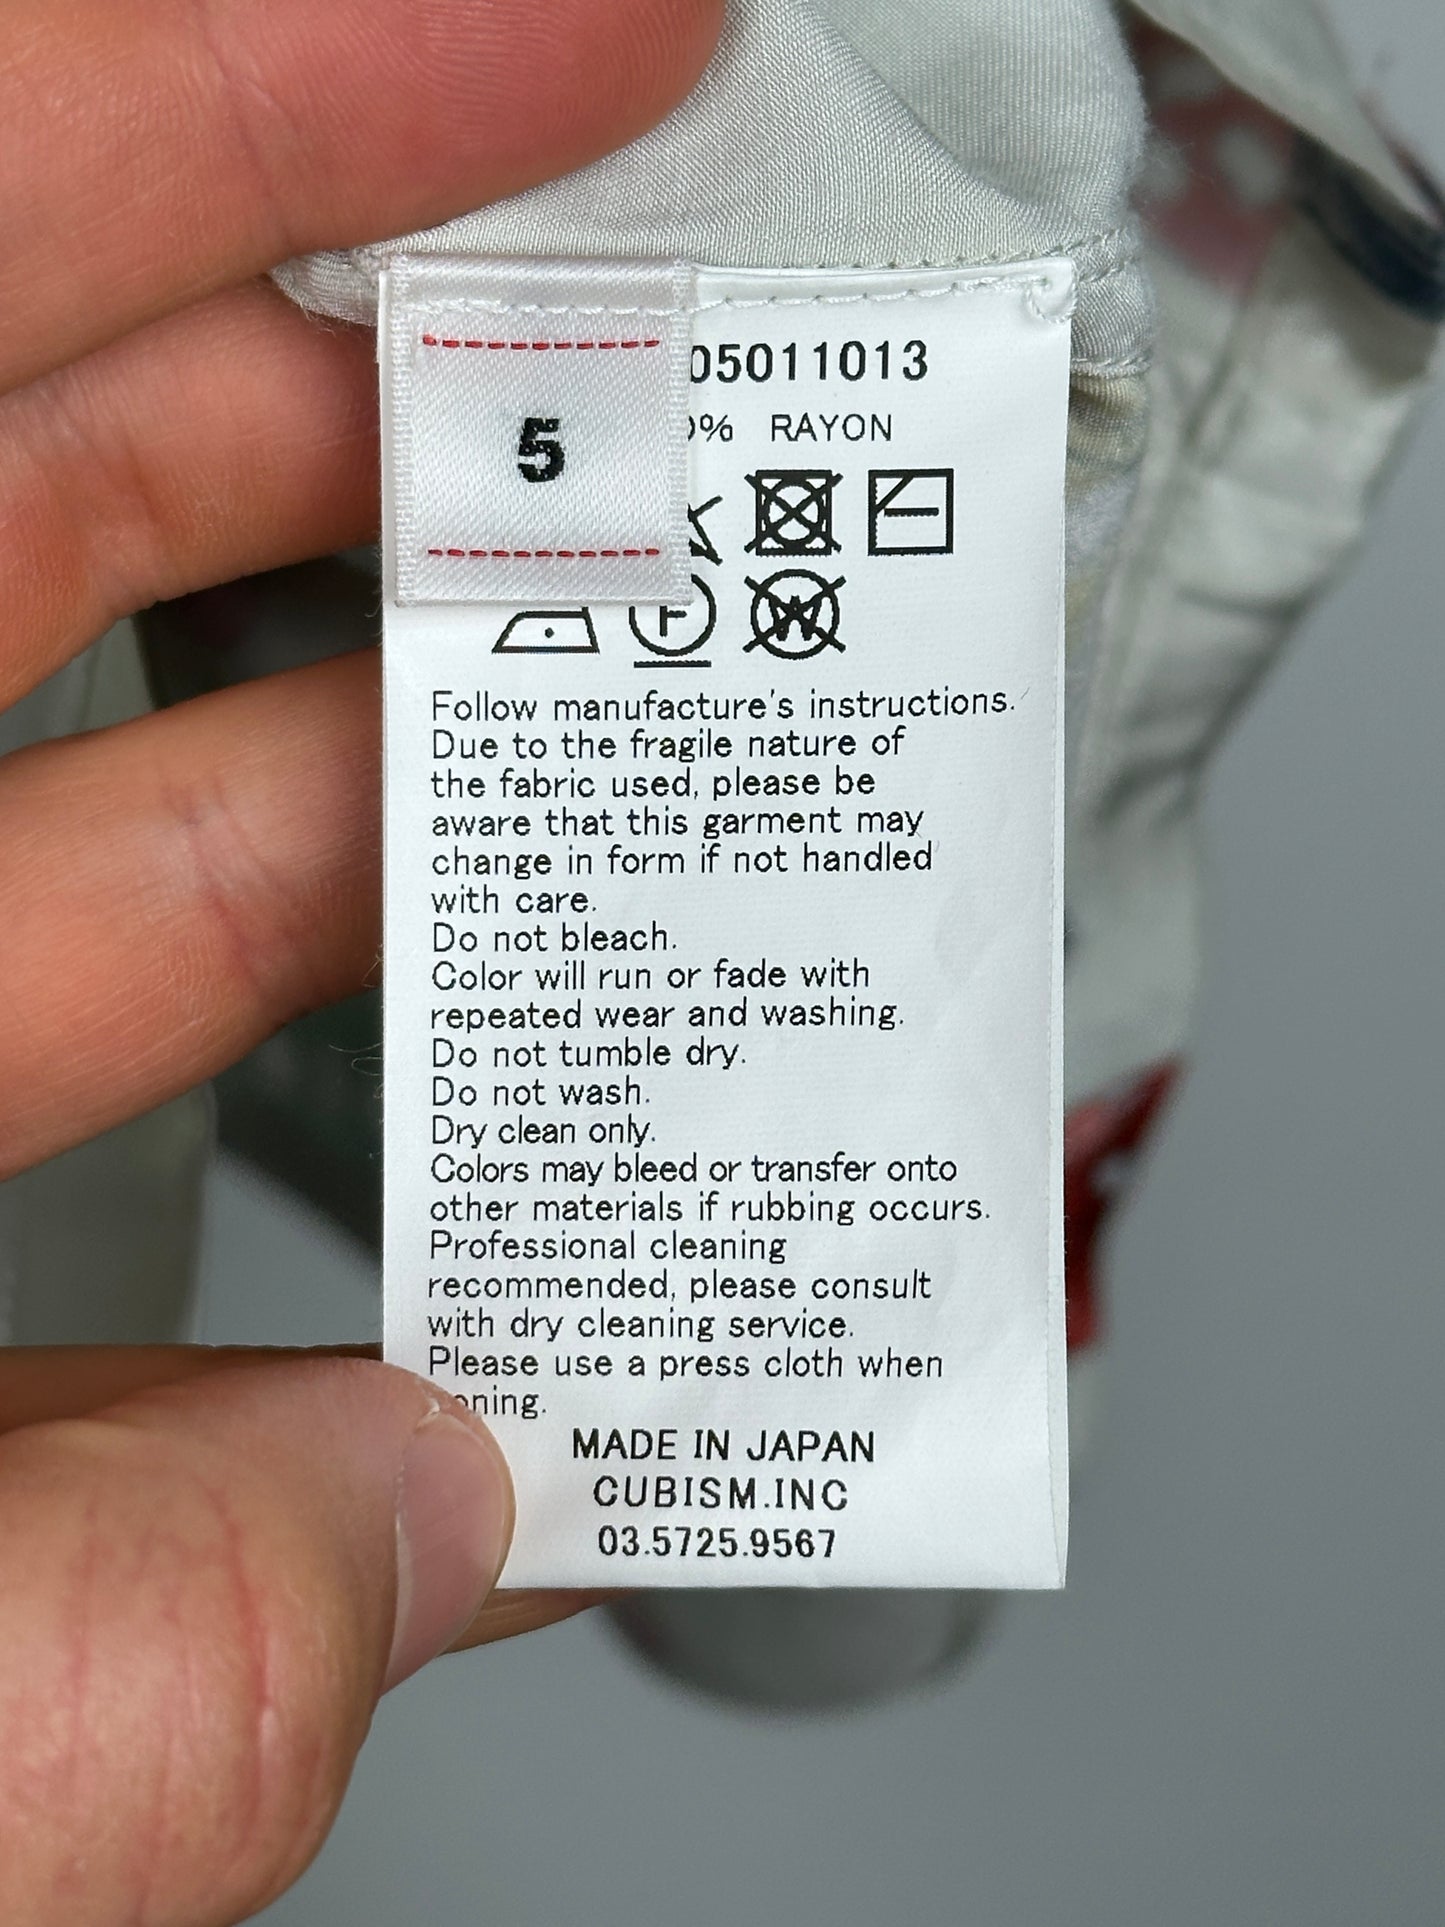 5
05011013
% RAYON
F
W
Follow manufacture's instructions.
Due to the fragile nature of
the fabric used, please be
aware that this garment may
change in form if not handled
with care.
Do not bleach.
Color will run or fade with
repeated wear and washing.
Do not tumble dry.
Do not wash.
Dry clean only.
Colors may bleed or transfer onto
other materials if rubbing occurs.
Professional cleaning
recommended, please consult
with dry cleaning service.
Please use a press cloth when
MADE IN JAPAN
CUBISM.INC
03.5725.9567